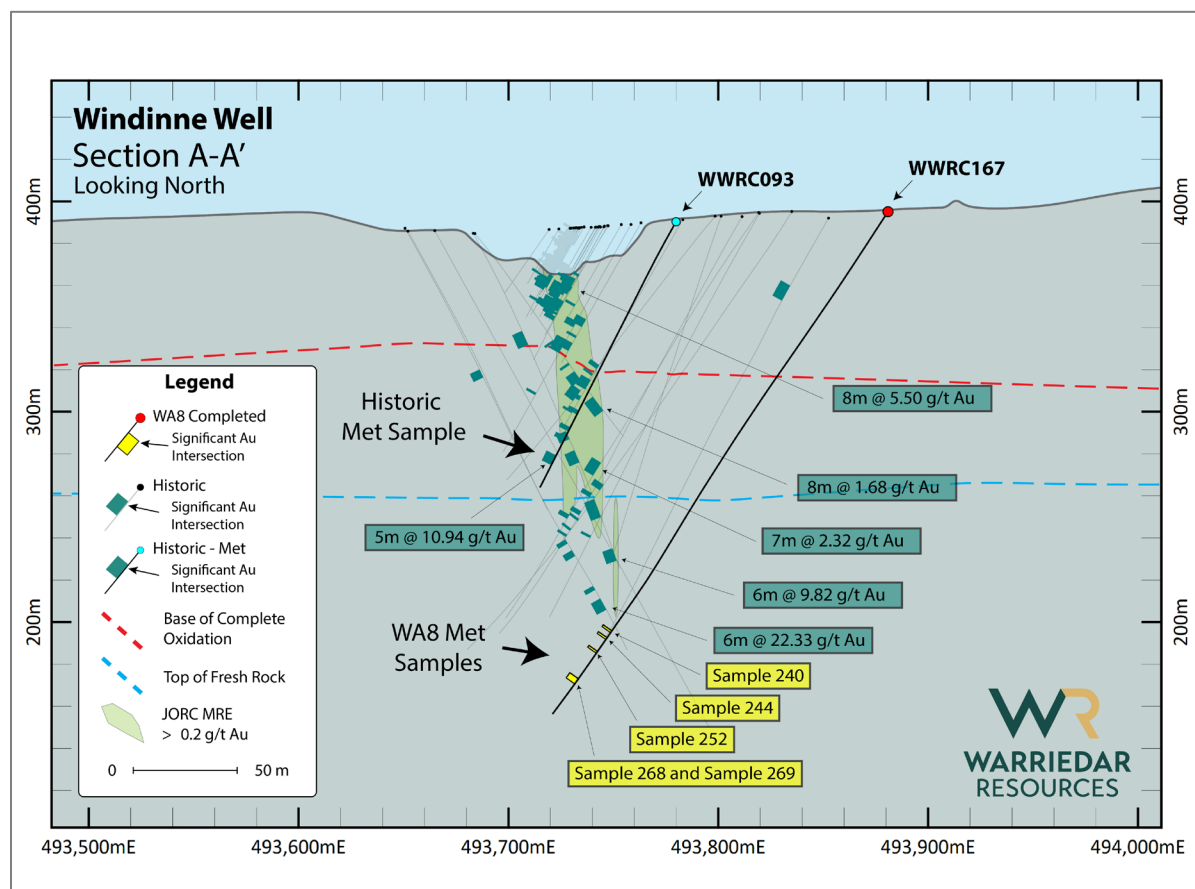 Windinne Well
Section A-A’
Looking North
WWRC093
WWRC167
400m
300m
200m
400m
300m
200m
Legend
WA8 Completed
Significant Au
Intersection
Historic
Significant Au
Intersection
Historic - Met
Significant Au
Intersection
Base of Complete
Oxidation
Top of Fresh Rock
JORC MRE
> 0.2 g/t Au
0 50 m
Historic
Met Sample
8m @ 5.50 g/t Au
8m @ 1.68 g/t Au
5m @ 10.94 g/t Au
7m @ 2.32 g/t Au
6m @ 9.82 g/t Au
6m @ 22.33 g/t Au
WA8 Met
Samples
Sample 240
Sample 244
Sample 252
Sample 268 and Sample 269
WR
WARRIEDAR
RESOURCES
493,500mE
493,600mE
493,700mE
493,800mE
493,900mE
494,000mE